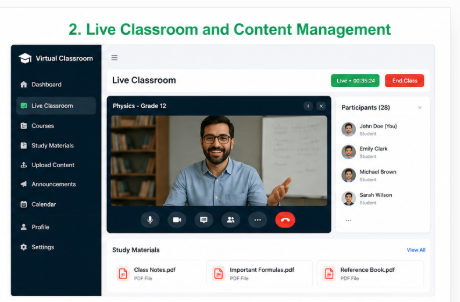 2. Live Classroom and Content Management
Virtual Classroom
Dashboard
Live Classroom
Courses
Study Materials
Upload Content
Announcements
Calendar
Profile
Settings
Live Classroom
Live • 00:35:24
End Class
Physics - Grade 12
Participants (28)
John Doe (You)
Student
Emily Clark
Student
Michael Brown
Student
Sarah Wilson
Student
...
Study Materials
View All
Class Notes.pdf
PDF File
Important Formulas.pdf
PDF File
Reference Book.pdf
PDF File